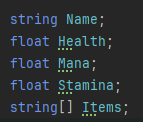 string Name;
float Health;
float Mana;
float Stamina;
string[] Items;